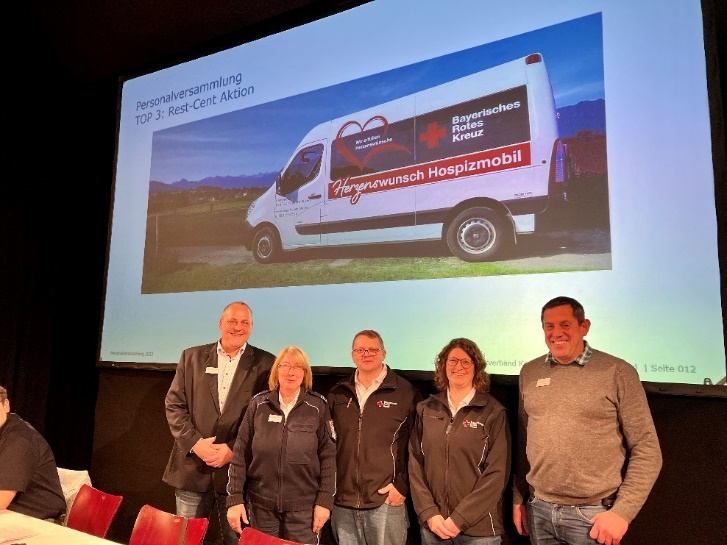 Personalversammlung
TOP 3: Rest-Cent Aktion
Wir erfüllen
Herzenswünsche
Bayerisches
Rotes
Kreuz
Herzenswunsch Hospizmobil
| Seite 012